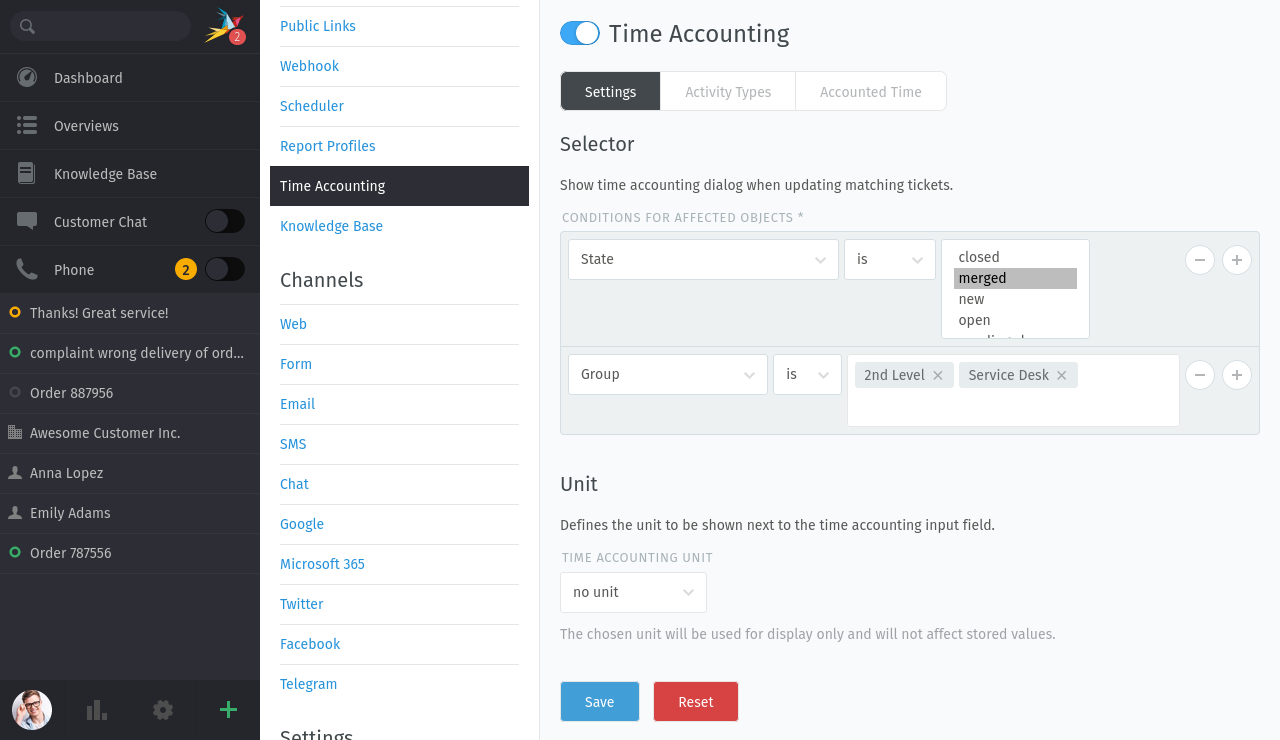 2
Dashboard
Overviews
Knowledge Base
Customer Chat
Phone 2
Thanks! Great service!
complaint wrong delivery of ord...
Order 887956
Awesome Customer Inc.
Anna Lopez
Emily Adams
Order 787556
Public Links
Webhook
Scheduler
Report Profiles
Time Accounting
Knowledge Base
Channels
Web
Form
Email
SMS
Chat
Google
Microsoft 365
Twitter
Facebook
Telegram
Settings
Time Accounting
Settings Activity Types Accounted Time
Selector
Show time accounting dialog when updating matching tickets.
CONDITIONS FOR AFFECTED OBJECTS *
State is closed
merged
new
open
Group is 2nd Level Service Desk
Unit
Defines the unit to be shown next to the time accounting input field.
TIME ACCOUNTING UNIT
no unit
The chosen unit will be used for display only and will not affect stored values.
Save Reset